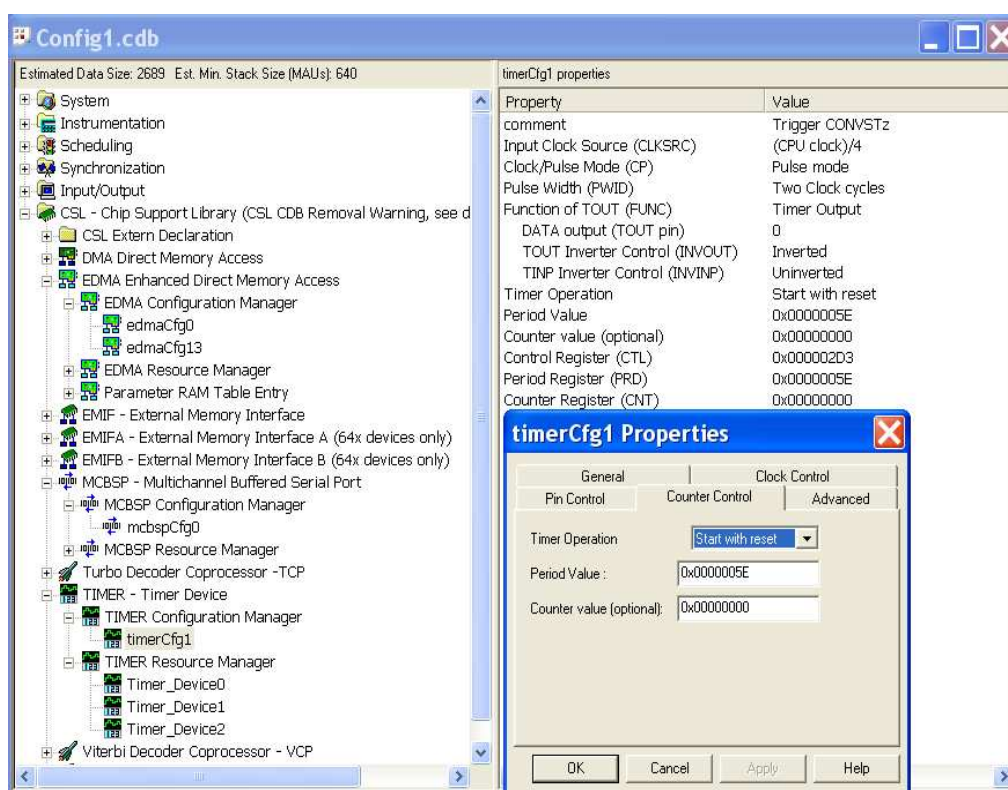 Config1.cdb
Estimated Data Size: 2689 Est. Min. Stack Size (MAUs): 640
System
Instrumentation
Scheduling
Synchronization
Input/Output
CSL - Chip Support Library (CSL CDB Removal Warning, see d
CSL Extern Declaration
DMA Direct Memory Access
EDMA Enhanced Direct Memory Access
EDMA Configuration Manager
edmaCfg0
edmaCfg13
EDMA Resource Manager
Parameter RAM Table Entry
EMIF - External Memory Interface
EMIFA - External Memory Interface A (64x devices only)
EMIFB - External Memory Interface B (64x devices only)
MCBSP - Multichannel Buffered Serial Port
MCBSP Configuration Manager
mcbspCfg0
MCBSP Resource Manager
Turbo Decoder Coprocessor -TCP
TIMER - Timer Device
TIMER Configuration Manager
timerCfg1
TIMER Resource Manager
Timer_Device0
Timer_Device1
Timer_Device2
Viterbi Decoder Coprocessor - VCP
timerCfg1 properties
Property Value
comment Trigger CONVSTz
Input Clock Source (CLKSRC) (CPU clock)/4
Clock/Pulse Mode (CP) Pulse mode
Pulse Width (PWID) Two Clock cycles
Function of TOUT (FUNC) Timer Output
DATA output (TOUT pin) 0
TOUT Inverter Control (INVOUT) Inverted
TINP Inverter Control (INVINP) Uninverted
Timer Operation Start with reset
Period Value 0x0000005E
Counter value (optional) 0x00000000
Control Register (CTL) 0x000002D3
Period Register (PRD) 0x0000005E
Counter Register (CNT) 0x00000000
timerCfg1 Properties
General Clock Control
Pin Control Counter Control Advanced
Timer Operation Start with reset
Period Value : 0x0000005E
Counter value (optional): 0x00000000
OK Cancel Apply Help